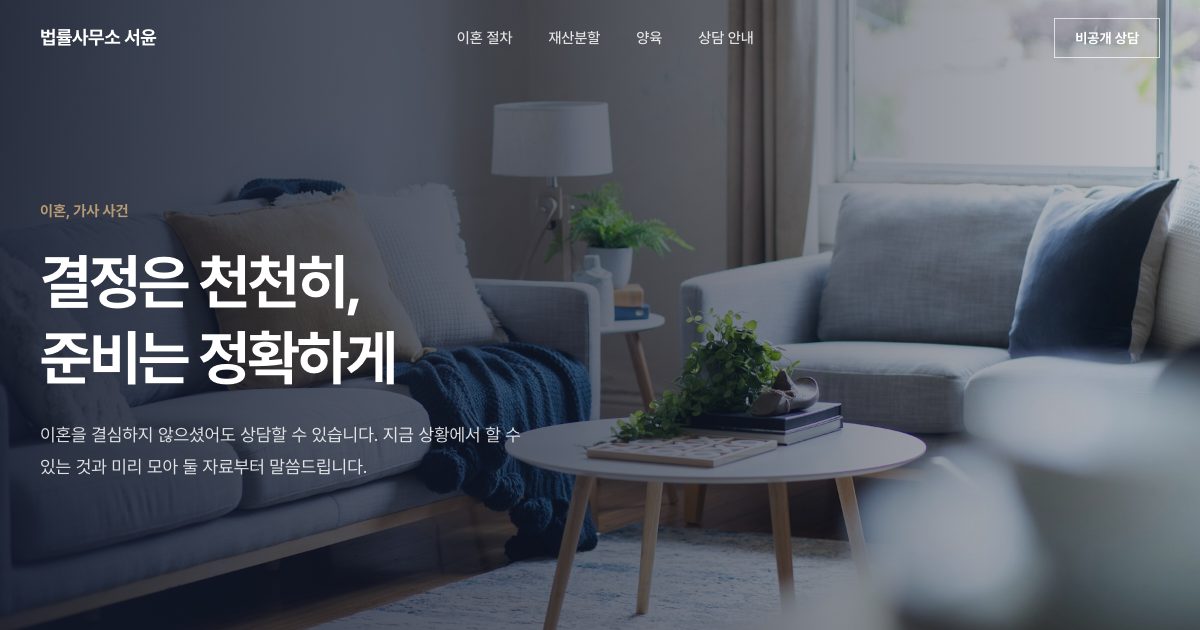 법률사무소 서윤
이혼 절차
재산분할
양육
상담 안내
비공개 상담
이혼, 가사 사건
결정은 천천히,
준비는 정확하게
이혼을 결심하지 않으셨어도 상담할 수 있습니다. 지금 상황에서 할 수
있는 것과 미리 모아 둘 자료부터 말씀드립니다.